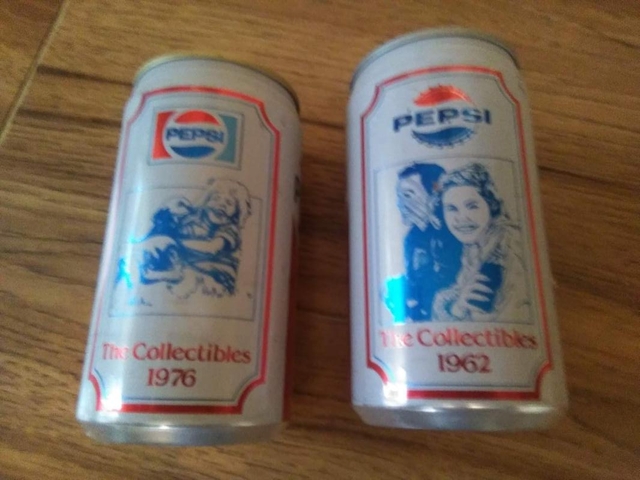 PEPSI
The Collectibles
1976
PEPSI
The Collectibles
1962